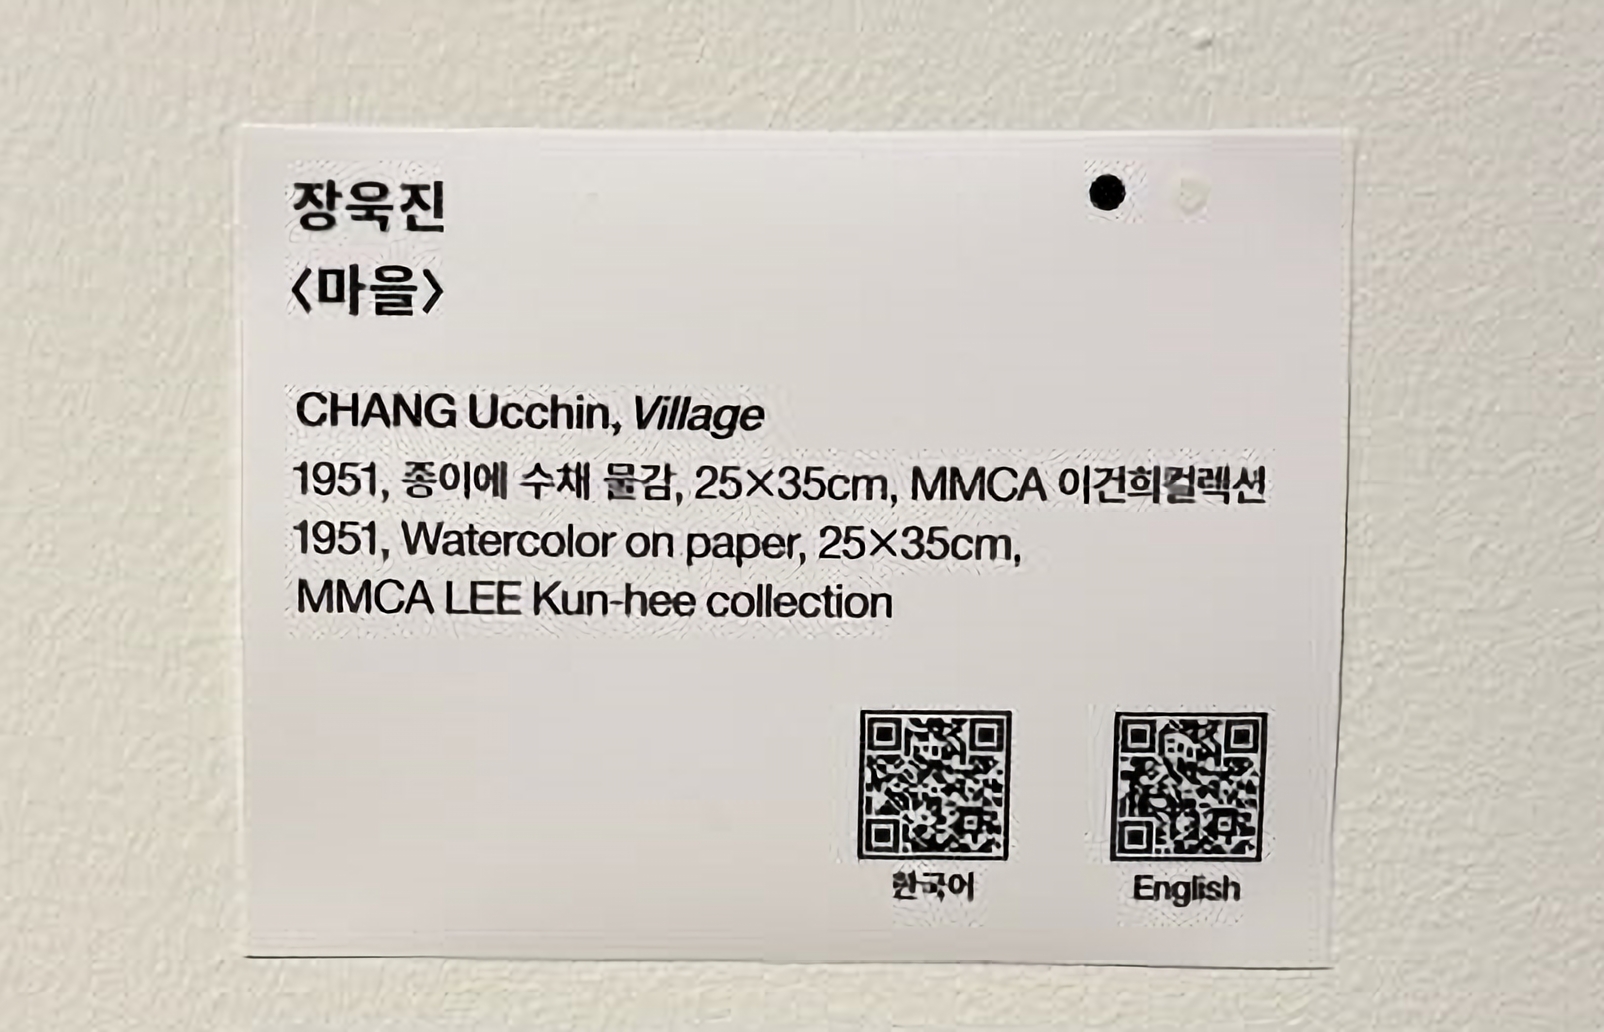 장욱진
〈마을〉
CHANG Ucchin, Village
1951, 종이에 수채 물감, 25×35cm, MMCA 이건희컬렉션
1951, Watercolor on paper, 25×35cm,
MMCA LEE Kun-hee collection
한국어
English